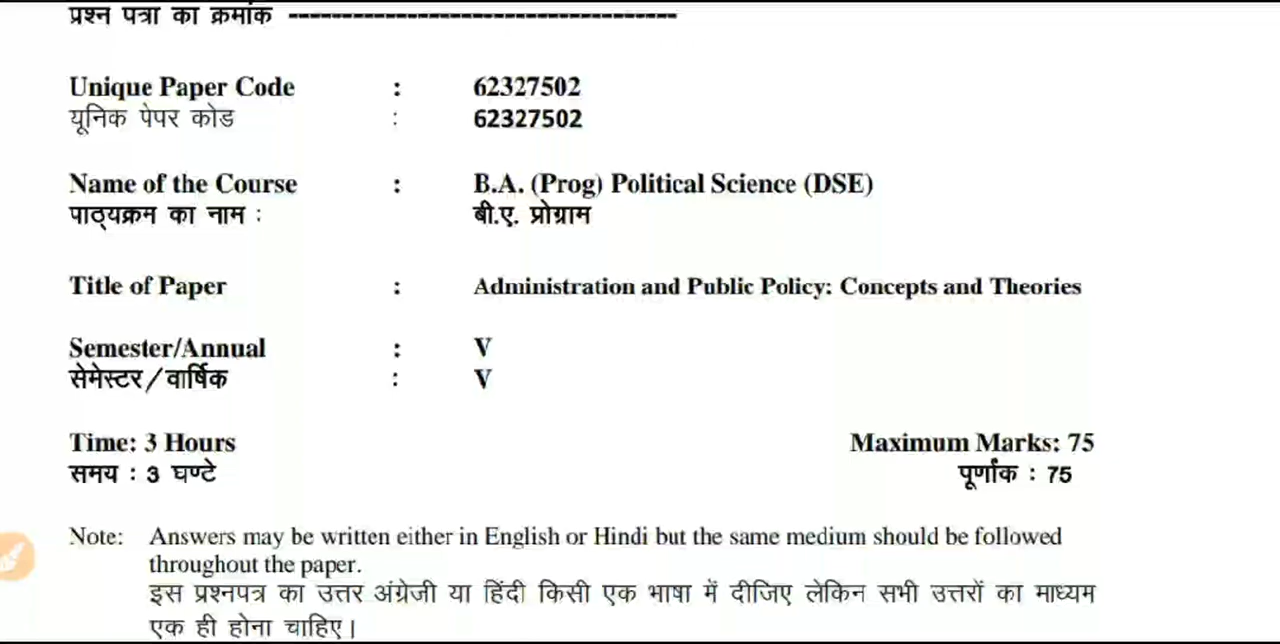 प्रश्न पत्रा का क्रमांक ------------------------------------
Unique Paper Code : 62327502
यूनिक पेपर कोड : 62327502
Name of the Course : B.A. (Prog) Political Science (DSE)
पाठ्यक्रम का नाम : बी.ए. प्रोग्राम
Title of Paper : Administration and Public Policy: Concepts and Theories
Semester/Annual : V
सेमेस्टर/वार्षिक : V
Time: 3 Hours Maximum Marks: 75
समय : 3 घण्टे पूर्णांक : 75
Note: Answers may be written either in English or Hindi but the same medium should be followed
throughout the paper.
इस प्रश्नपत्र का उत्तर अंग्रेजी या हिंदी किसी एक भाषा में दीजिए लेकिन सभी उत्तरों का माध्यम
एक ही होना चाहिए।